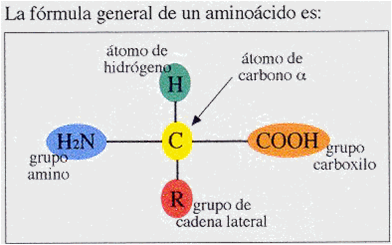 La fórmula general de un aminoácido es:
átomo de
hidrógeno
átomo de
carbono α
H
H2N
C
COOH
grupo
amino
grupo
carboxilo
R
grupo de
cadena lateral